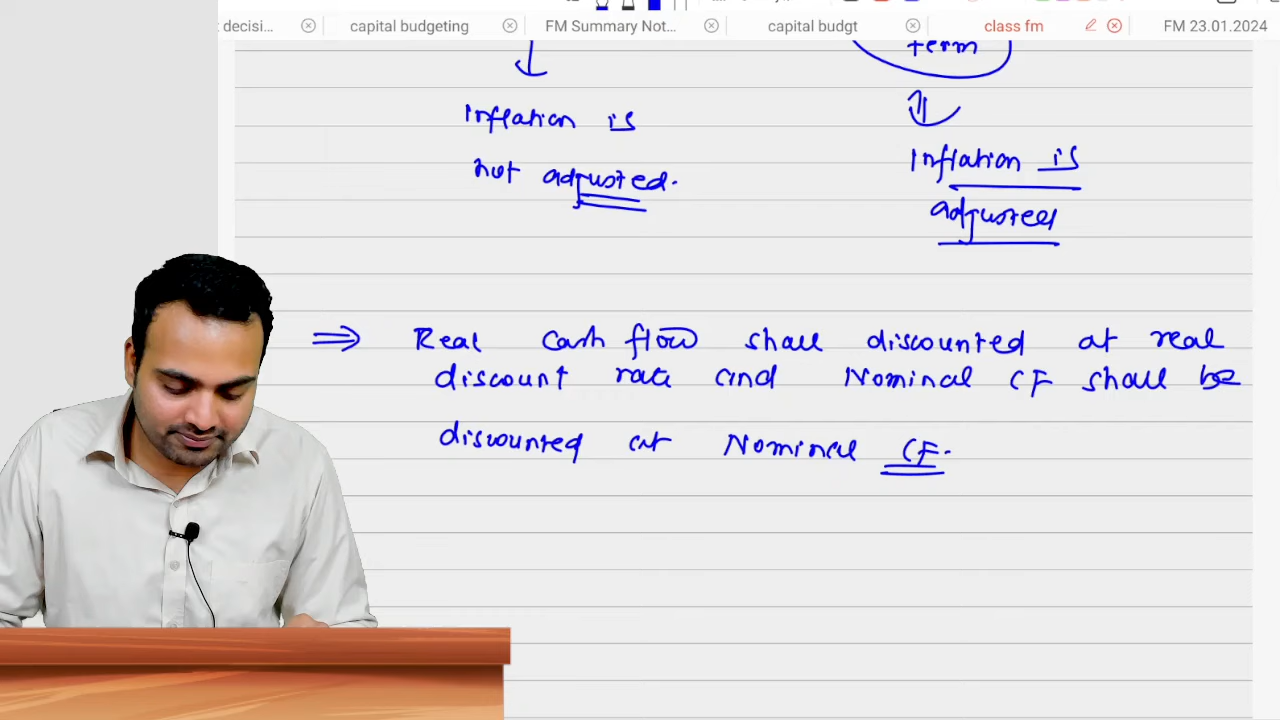 decisi...
capital budgeting
FM Summary Not...
capital budgt
class fm
FM 23.01.2024
term
Inflation is
not adjusted.
Inflation is
adjusted
⇒ Real cash flow shall discounted at real
discount rate and Nominal CF shall be
discounted at Nominal CF.